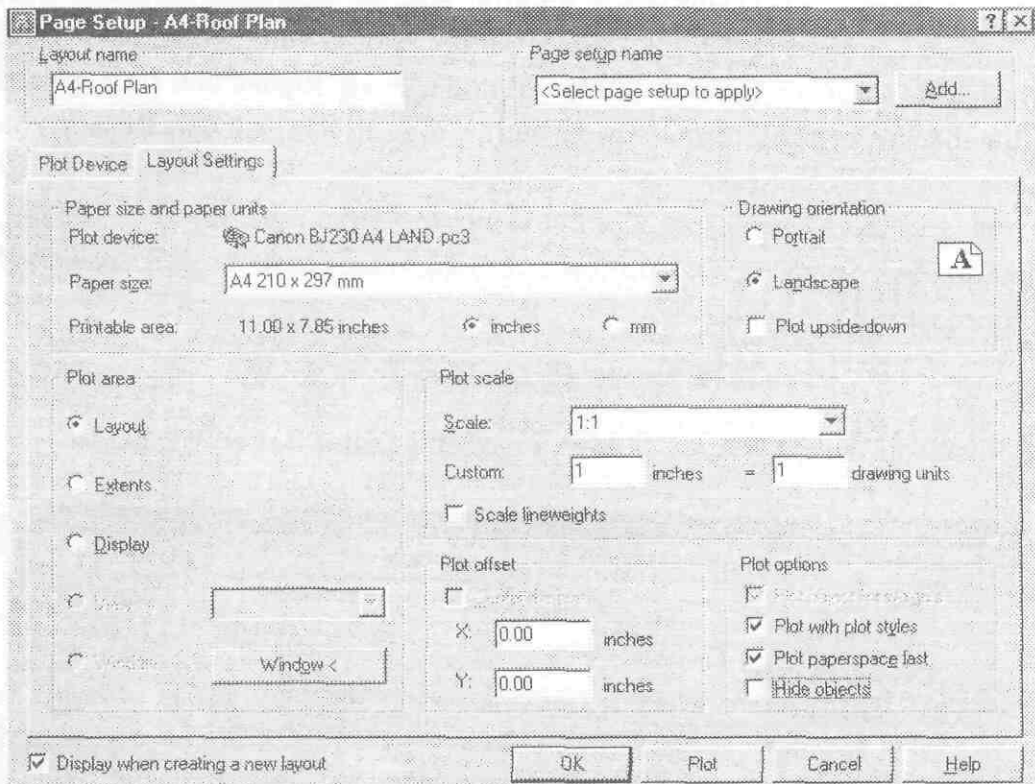 Page Setup - A4-Roof Plan
Layout name
Page setup name
A4-Roof Plan
<Select page setup to apply>
Add...
Plot Device
Layout Settings
Paper size and paper units
Drawing orientation
Plot device:
Canon BJ230 A4 LAND.pc3
Portrait
A
Paper size:
A4 210 x 297 mm
Landscape
Printable area:
11.00 x 7.85 inches
inches
mm
Plot upside-down
Plot area
Plot scale
Layout
Scale:
1:1
Extents
Custom:
1
inches
=
1
drawing units
Scale lineweights
Display
Plot offset
Plot options
X:
0.00
inches
Plot with plot styles
Window <
Plot paperspace last
Y:
0.00
inches
Hide objects
Display when creating a new layout
OK
Plot
Cancel
Help